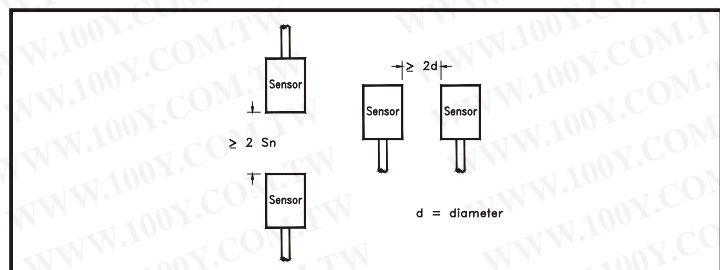 Sensor
≥ 2 Sn
Sensor
≥ 2d
Sensor
Sensor
d = diameter
WWW.100Y.COM.TW